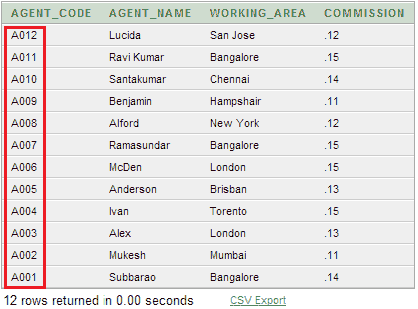 AGENT_CODE AGENT_NAME WORKING_AREA COMMISSION
A012 Lucida San Jose .12
A011 Ravi Kumar Bangalore .15
A010 Santakumar Chennai .14
A009 Benjamin Hampshair .11
A008 Alford New York .12
A007 Ramasundar Bangalore .15
A006 McDen London .15
A005 Anderson Brisban .13
A004 Ivan Torento .15
A003 Alex London .13
A002 Mukesh Mumbai .11
A001 Subbarao Bangalore .14
12 rows returned in 0.00 seconds CSV Export